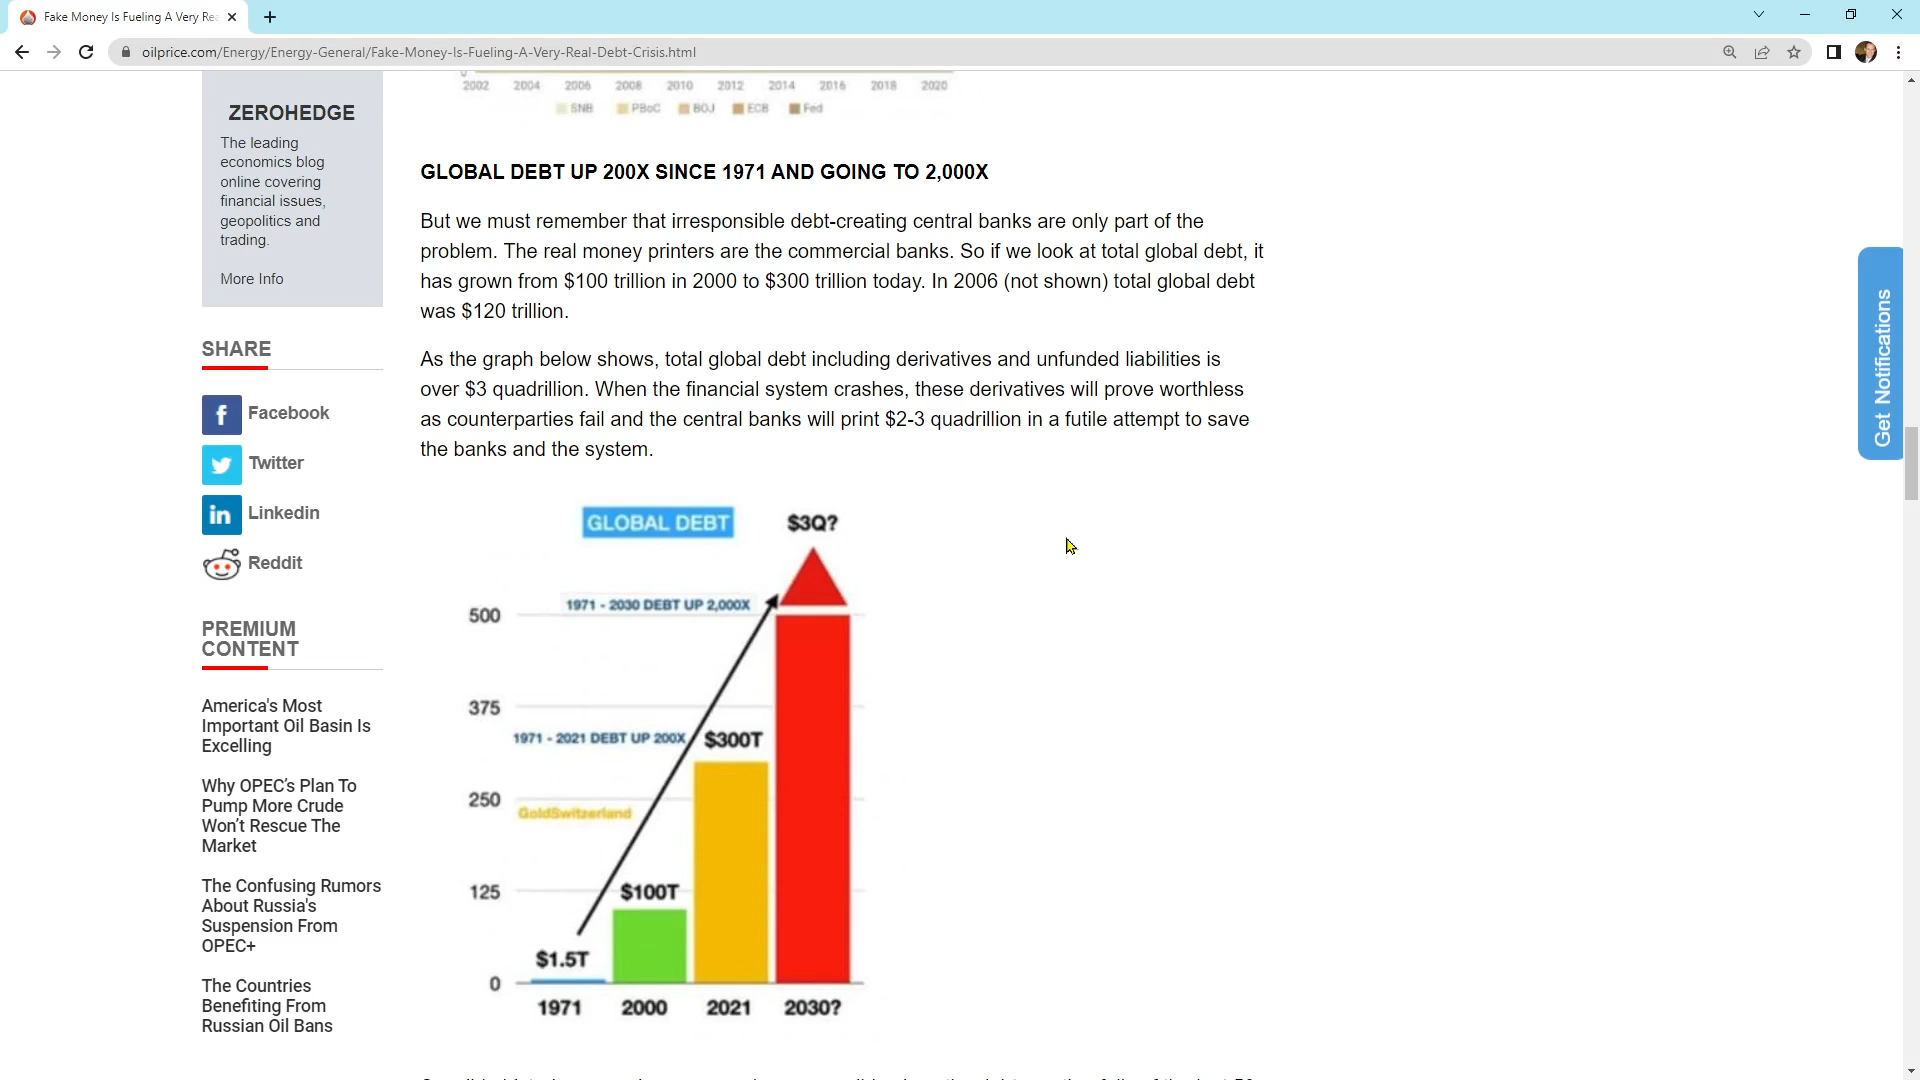 Fake Money Is Fueling A Very Rea
oilprice.com/Energy/Energy-General/Fake-Money-Is-Fueling-A-Very-Real-Debt-Crisis.html
ZEROHEDGE
The leading
economics blog
online covering
financial issues,
geopolitics and
trading.
More Info
SHARE
Facebook
Twitter
Linkedin
Reddit
PREMIUM
CONTENT
America's Most
Important Oil Basin Is
Excelling
Why OPEC’s Plan To
Pump More Crude
Won’t Rescue The
Market
The Confusing Rumors
About Russia's
Suspension From
OPEC+
The Countries
Benefiting From
Russian Oil Bans
0
2002 2004 2006 2008 2010 2012 2014 2016 2018 2020
SNB PBoC BOJ ECB Fed
GLOBAL DEBT UP 200X SINCE 1971 AND GOING TO 2,000X
But we must remember that irresponsible debt-creating central banks are only part of the
problem. The real money printers are the commercial banks. So if we look at total global debt, it
has grown from $100 trillion in 2000 to $300 trillion today. In 2006 (not shown) total global debt
was $120 trillion.
As the graph below shows, total global debt including derivatives and unfunded liabilities is
over $3 quadrillion. When the financial system crashes, these derivatives will prove worthless
as counterparties fail and the central banks will print $2-3 quadrillion in a futile attempt to save
the banks and the system.
GLOBAL DEBT
$3Q?
1971 - 2030 DEBT UP 2,000X
500
375
1971 - 2021 DEBT UP 200X
$300T
250
GoldSwitzerland
125
$100T
$1.5T
0
1971 2000 2021 2030?
Get Notifications